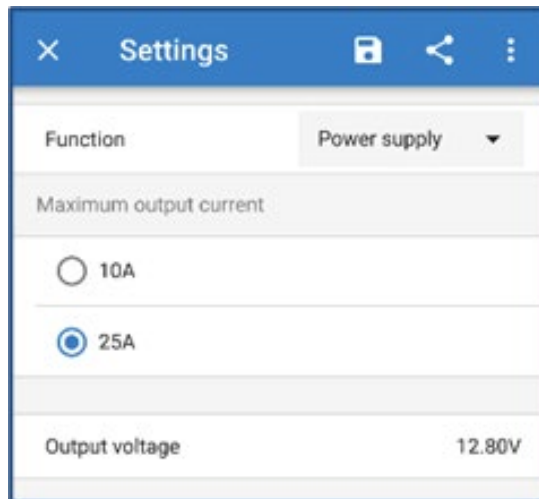 Settings
Function Power supply
Maximum output current
10A
25A
Output voltage 12.80V